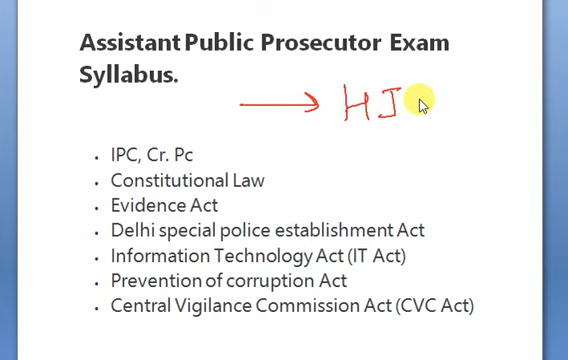 Assistant Public Prosecutor Exam
Syllabus.
→ HJ
• IPC, Cr. Pc
• Constitutional Law
• Evidence Act
• Delhi special police establishment Act
• Information Technology Act (IT Act)
• Prevention of corruption Act
• Central Vigilance Commission Act (CVC Act)